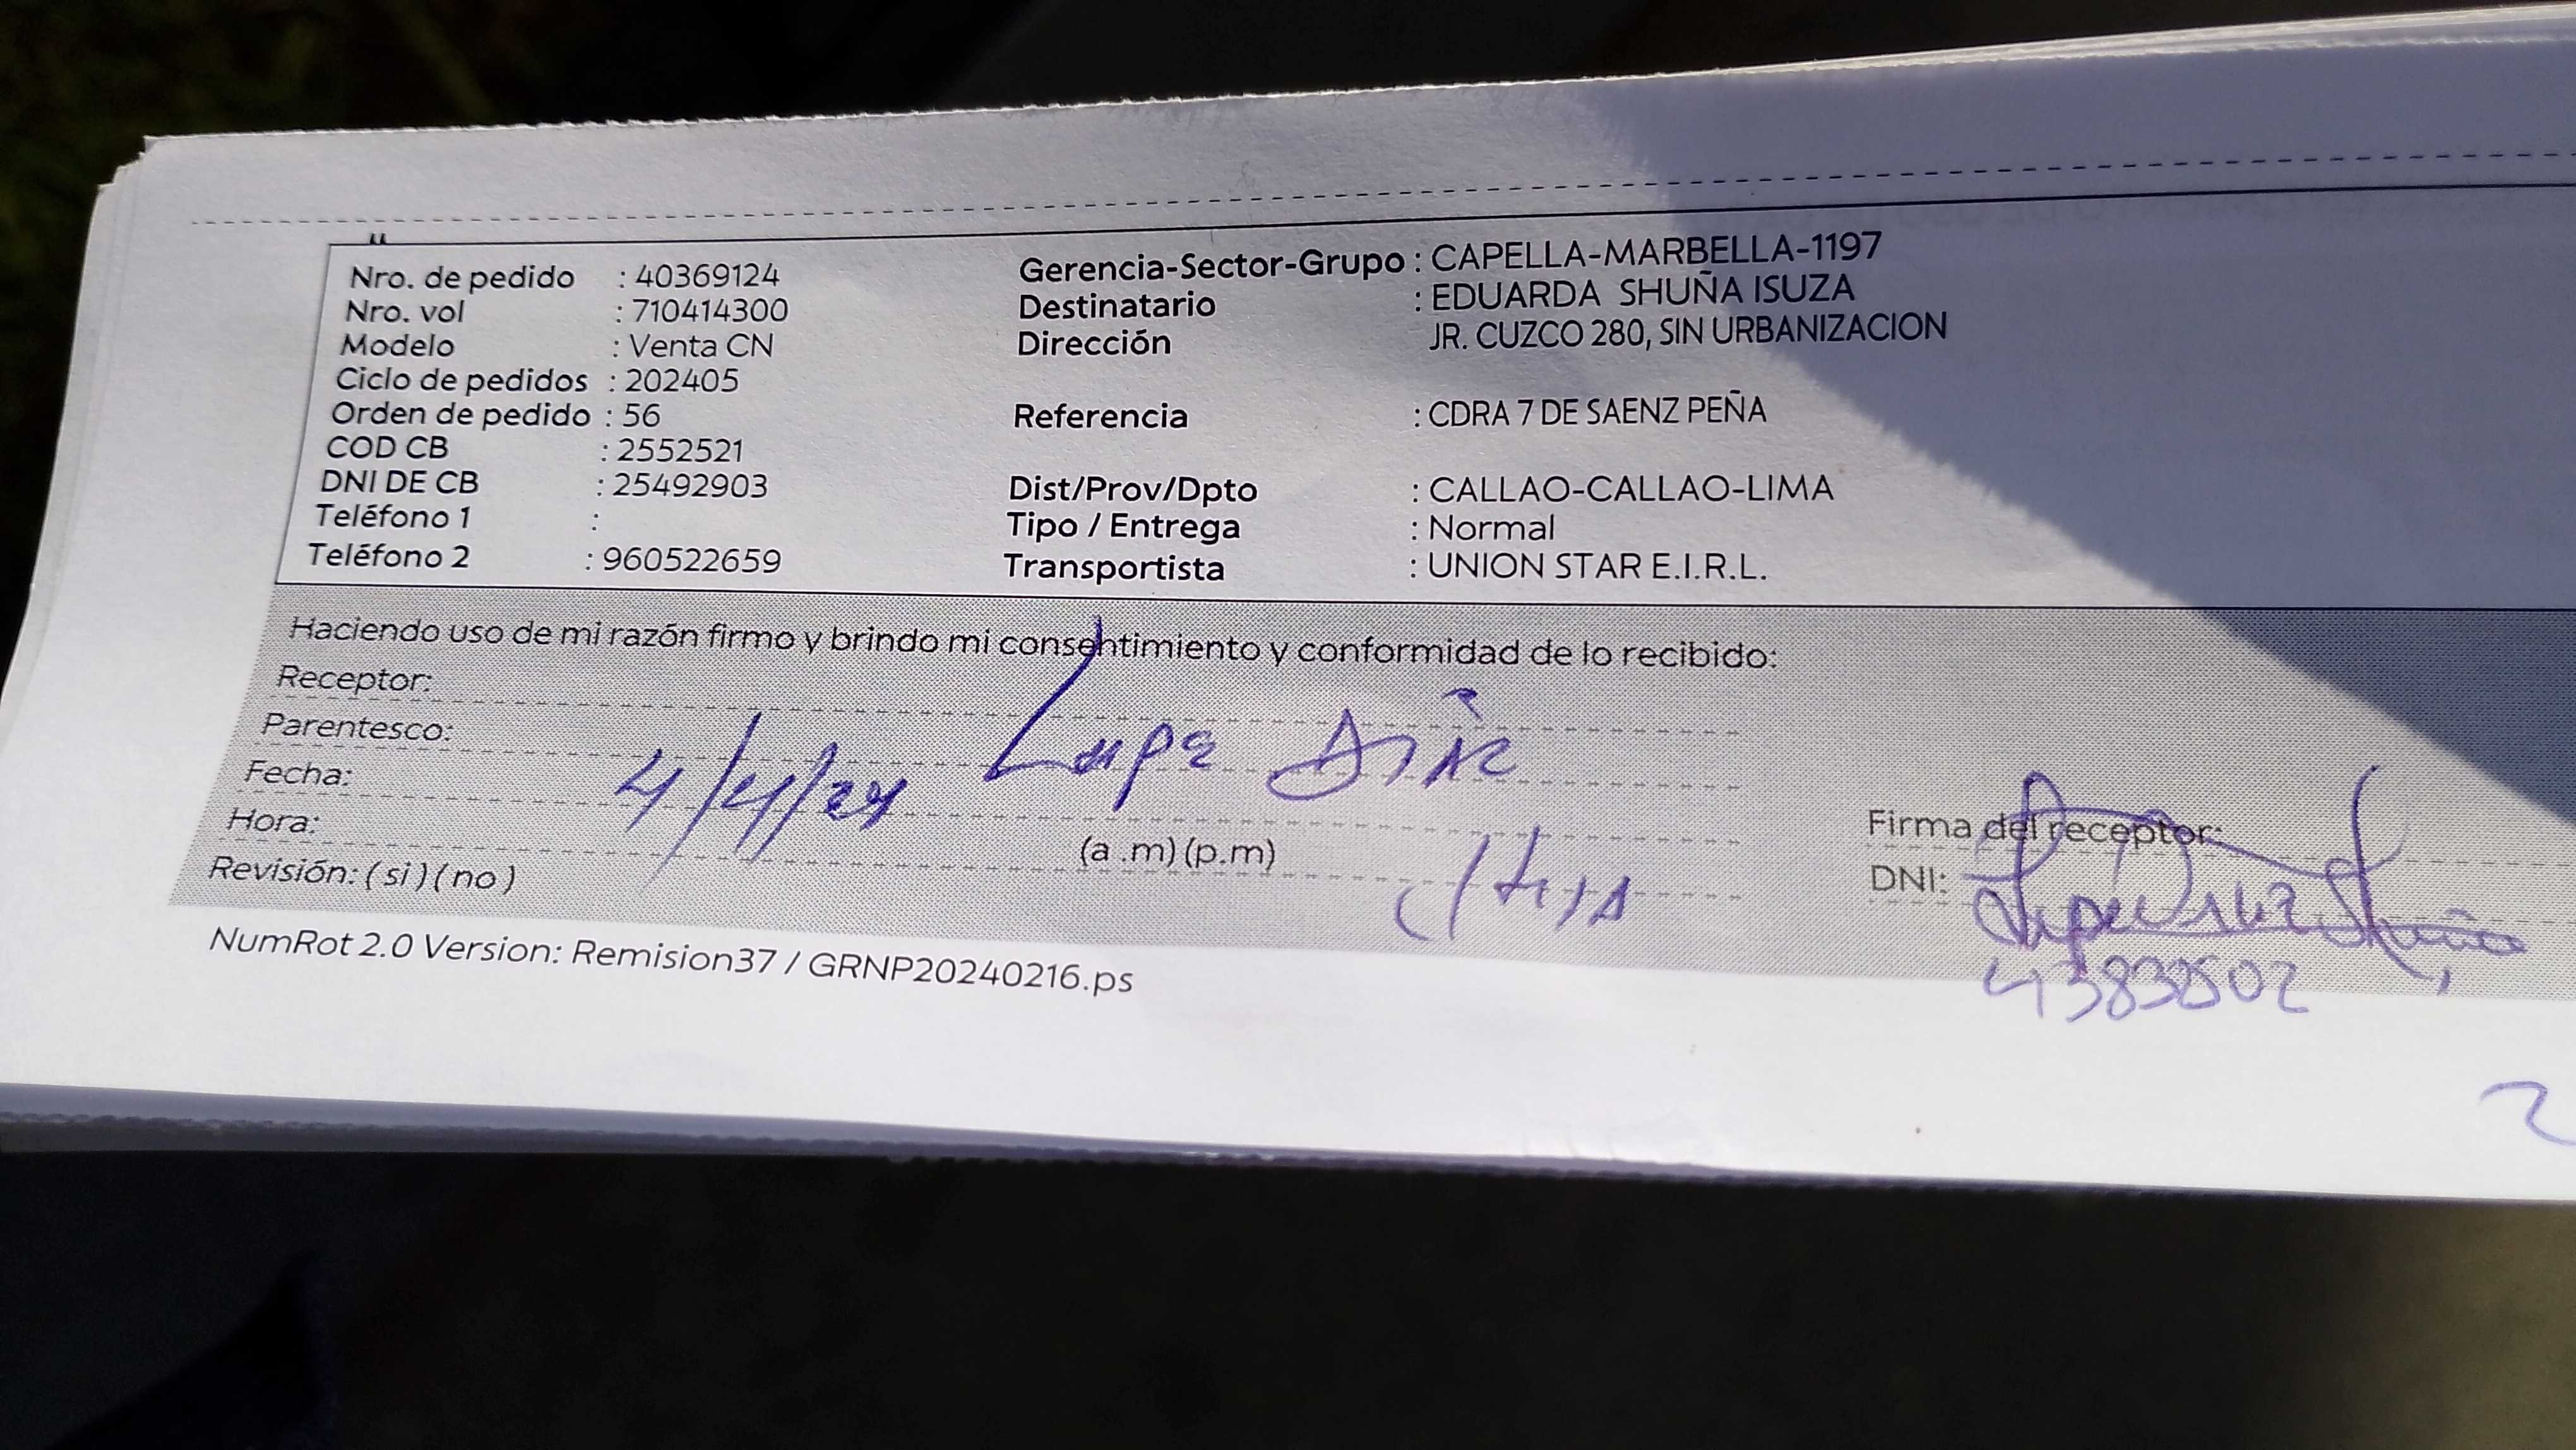 Nro. de pedido : 40369124
Nro. vol : 710414300
Modelo : Venta CN
Ciclo de pedidos : 202405
Orden de pedido : 56
COD CB : 2552521
DNI DE CB : 25492903
Teléfono 1 :
Teléfono 2 : 960522659
Gerencia-Sector-Grupo : CAPELLA-MARBELLA-1197
Destinatario : EDUARDA SHUÑA ISUZA
Dirección JR. CUZCO 280, SIN URBANIZACION
Referencia : CDRA 7 DE SAENZ PEÑA
Dist/Prov/Dpto : CALLAO-CALLAO-LIMA
Tipo / Entrega : Normal
Transportista : UNION STAR E.I.R.L.
Haciendo uso de mi razón firmo y brindo mi consentimiento y conformidad de lo recibido:
Receptor:
Parentesco: Lupe Díaz
Fecha: 4/4/24
Hora: (a .m) (p.m)
Revisión: ( si ) ( no )
Firma del receptor:
DNI:
43838502
NumRot 2.0 Version: Remision37 / GRNP20240216.ps
2